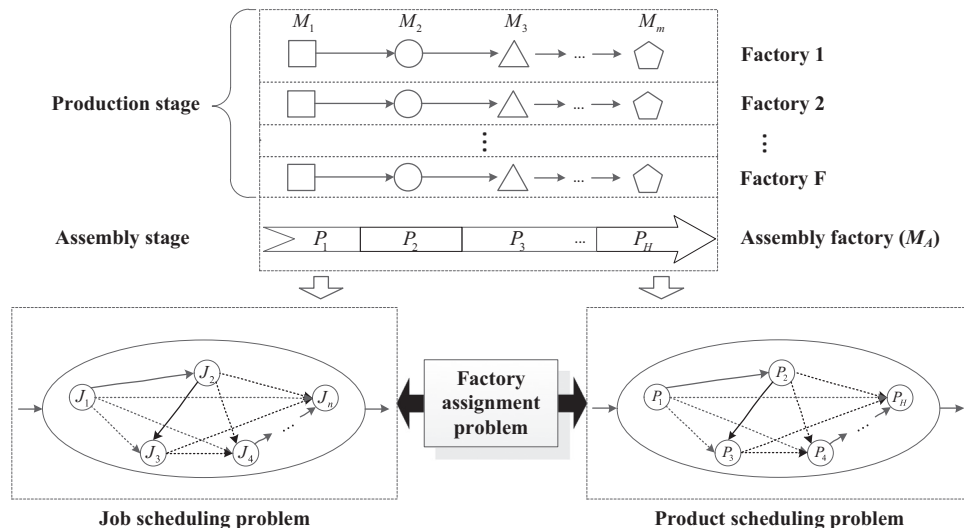 M1 M2 M3 Mm
Factory 1
...
Production stage
Factory 2
...
⋮ ⋮
Factory F
...
Assembly stage
P1 P2 P3 ... PH
Assembly factory (MA)
J1 J2 J3 J4 ... Jn
Factory
assignment
problem
P1 P2 P3 P4 ... PH
Job scheduling problem
Product scheduling problem